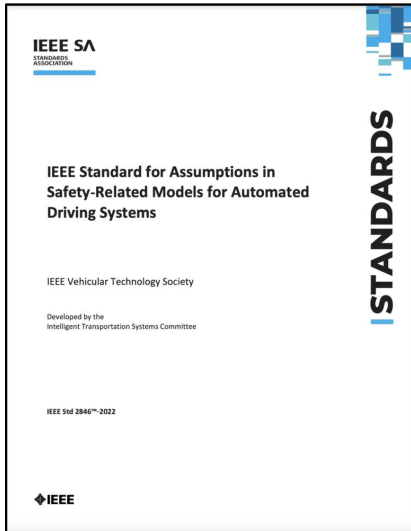 IEEE SA
STANDARDS
ASSOCIATION
STANDARDS
IEEE Standard for Assumptions in
Safety-Related Models for Automated
Driving Systems
IEEE Vehicular Technology Society
Developed by the
Intelligent Transportation Systems Committee
IEEE Std 2846™-2022
IEEE